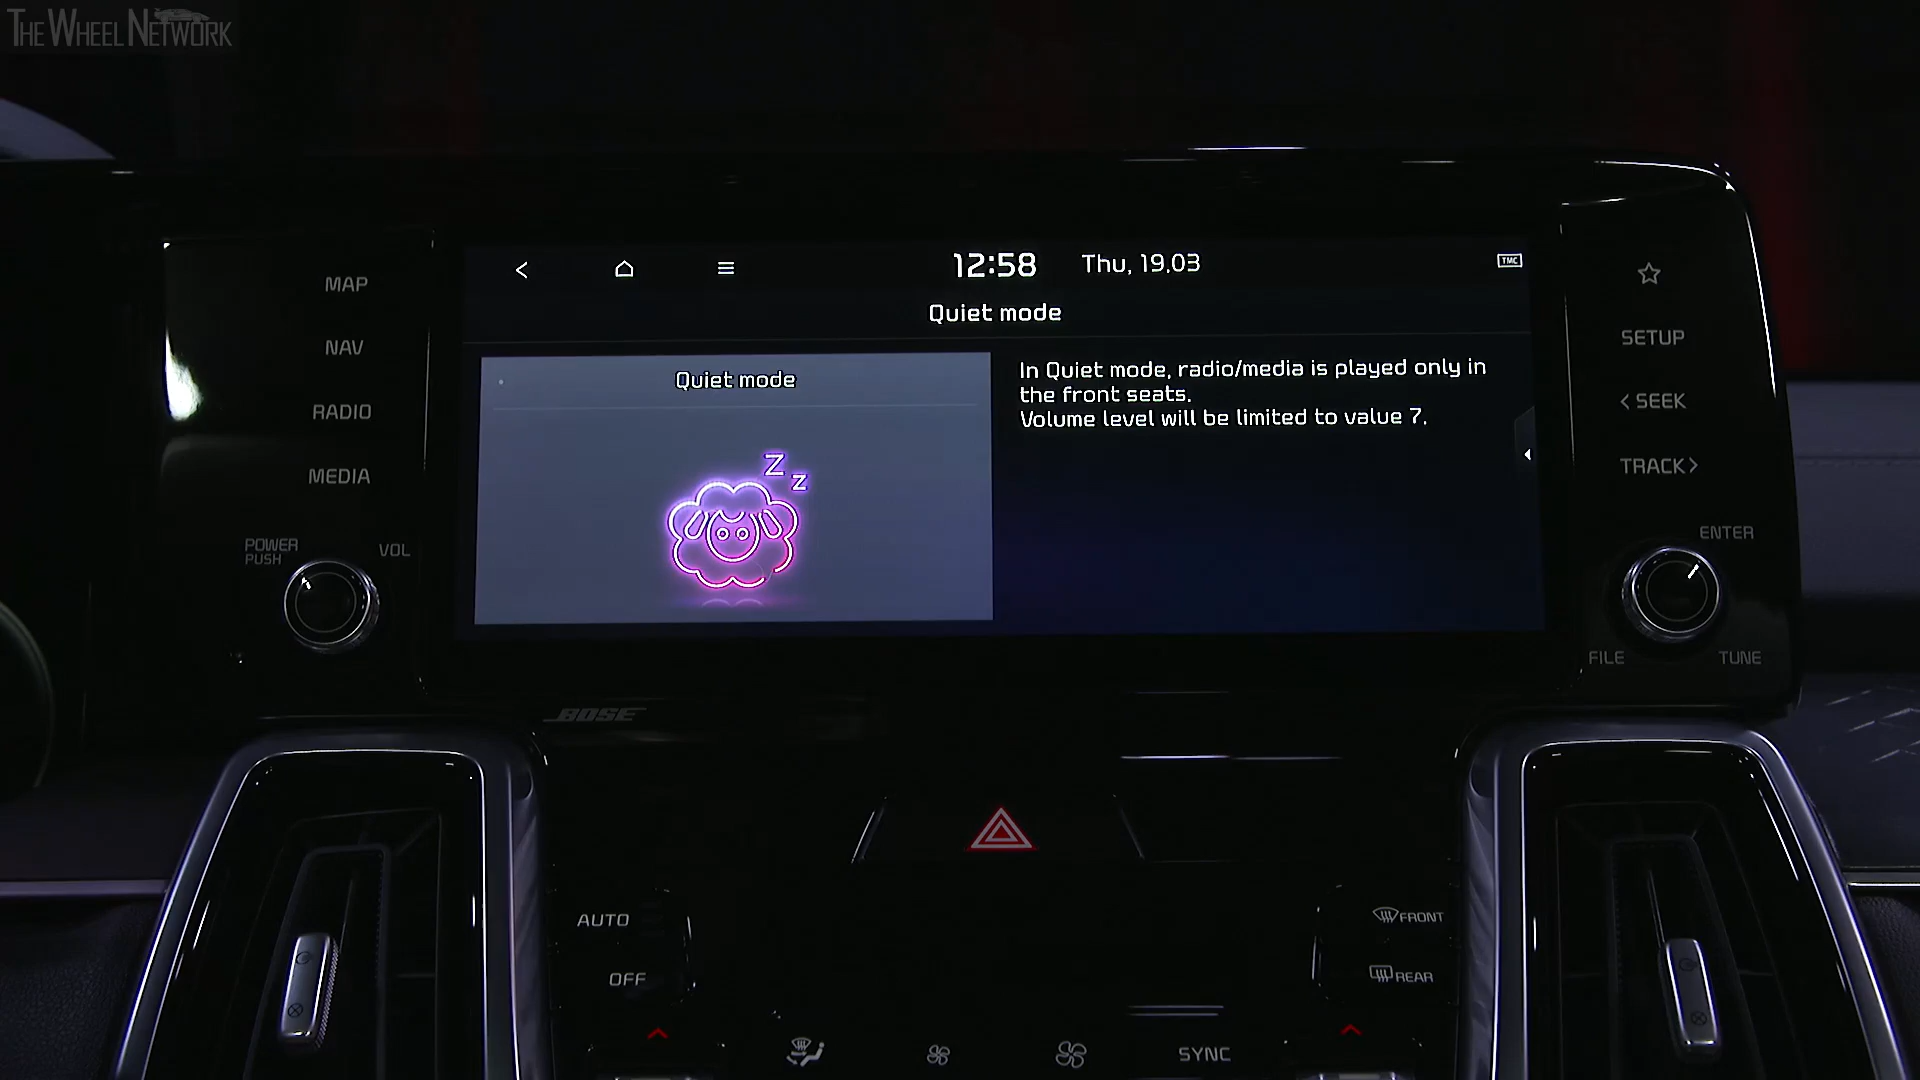 THE WHEEL NETWORK
12:58 Thu, 19.03
TMC
Quiet mode
Quiet mode
In Quiet mode, radio/media is played only in
the front seats.
Volume level will be limited to value 7.
Z
Z
MAP
NAV
RADIO
MEDIA
POWER
PUSH
VOL
SETUP
< SEEK
TRACK >
ENTER
FILE
TUNE
BOSE
AUTO
OFF
FRONT
REAR
SYNC